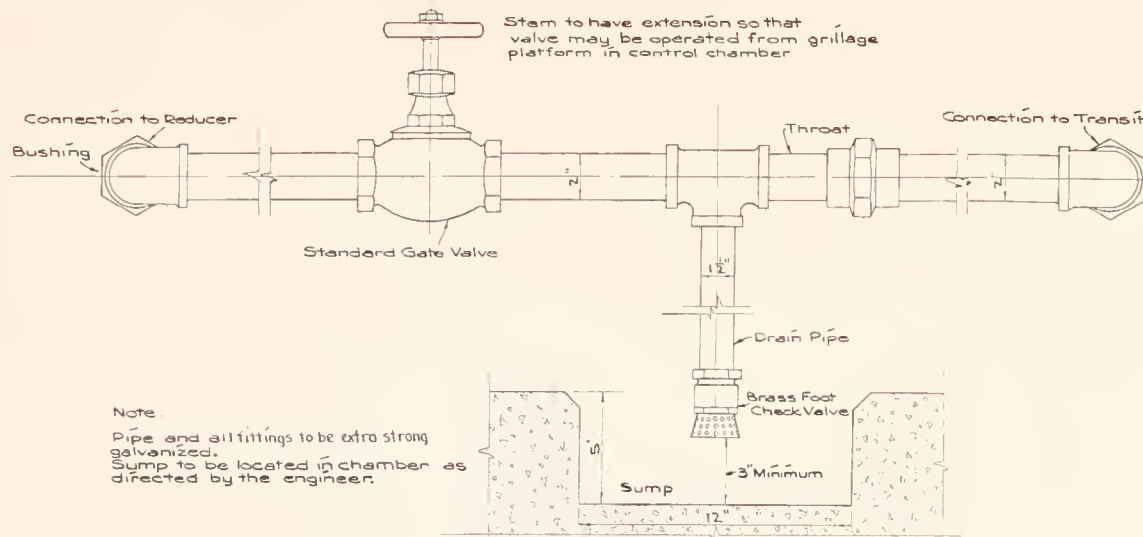 Stem to have extension so that
valve may be operated from grillage
platform in control chamber
Connection to Reducer
Bushing
Throat
Connection to Transit
2"
2"
Standard Gate Valve
1½"
Drain Pipe
Brass Foot
Check Valve
Note.
Pipe and all fittings to be extra strong
galvanized.
Sump to be located in chamber as
directed by the engineer.
5"
3" Minimum
Sump
12"